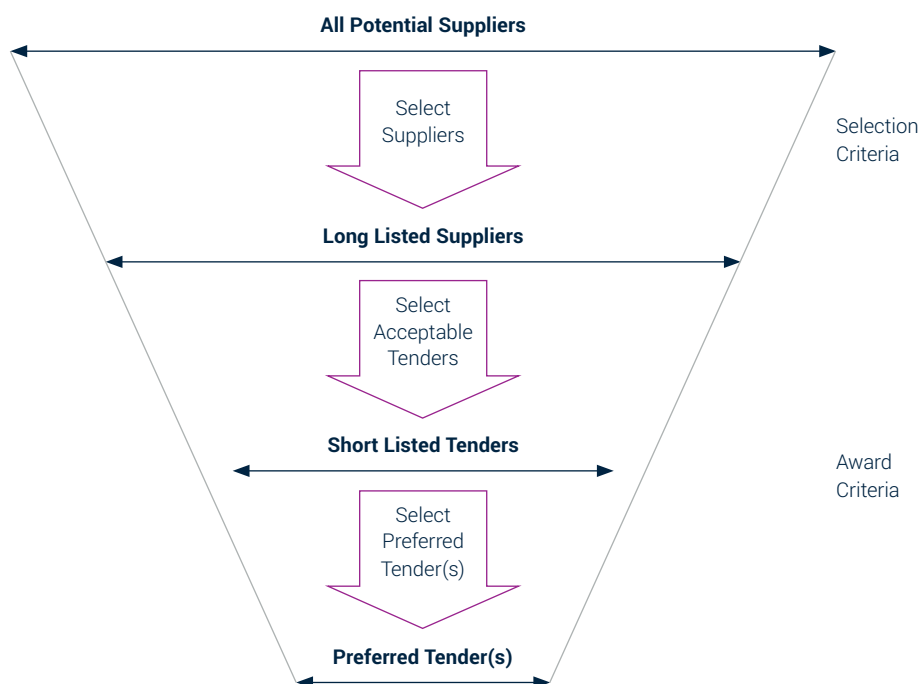 All Potential Suppliers
Select
Suppliers
Selection
Criteria
Long Listed Suppliers
Select
Acceptable
Tenders
Short Listed Tenders
Award
Criteria
Select
Preferred
Tender(s)
Preferred Tender(s)